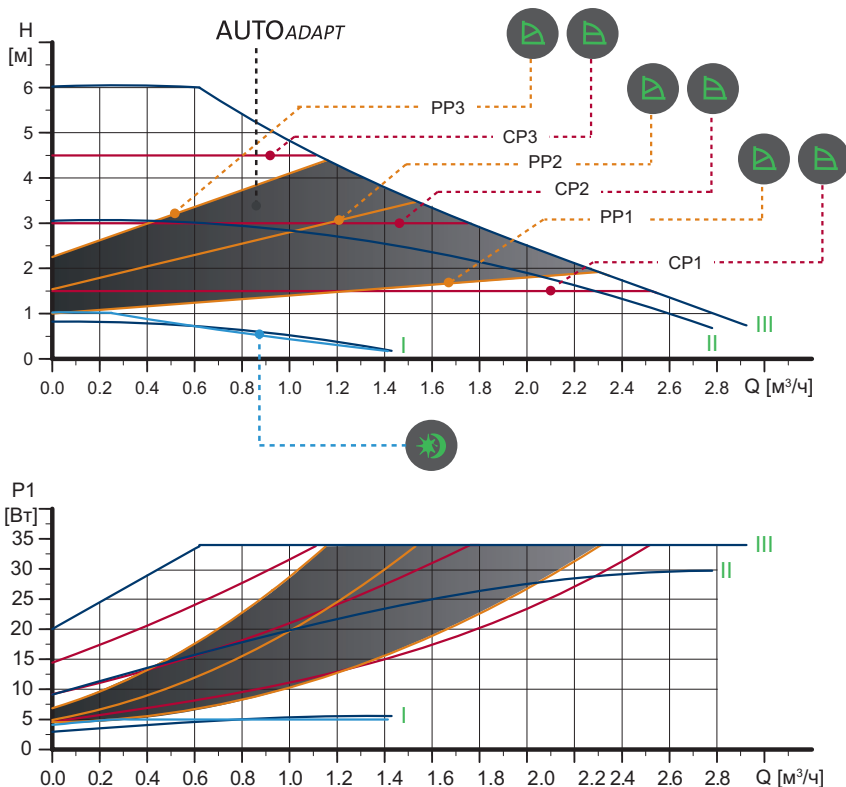 H
[м]
AUTOADAPT
PP3
CP3
PP2
CP2
PP1
CP1
6
5
4
3
2
1
0
I
II
III
0.0 0.2 0.4 0.6 0.8 1.0 1.2 1.4 1.6 1.8 2.0 2.2 2.4 2.6 2.8 Q [м³/ч]
P1
[Вт]
35
30
25
20
15
10
5
0
III
II
I
0.0 0.2 0.4 0.6 0.8 1.0 1.2 1.4 1.6 1.8 2.0 2.2 2.4 2.6 2.8 Q [м³/ч]